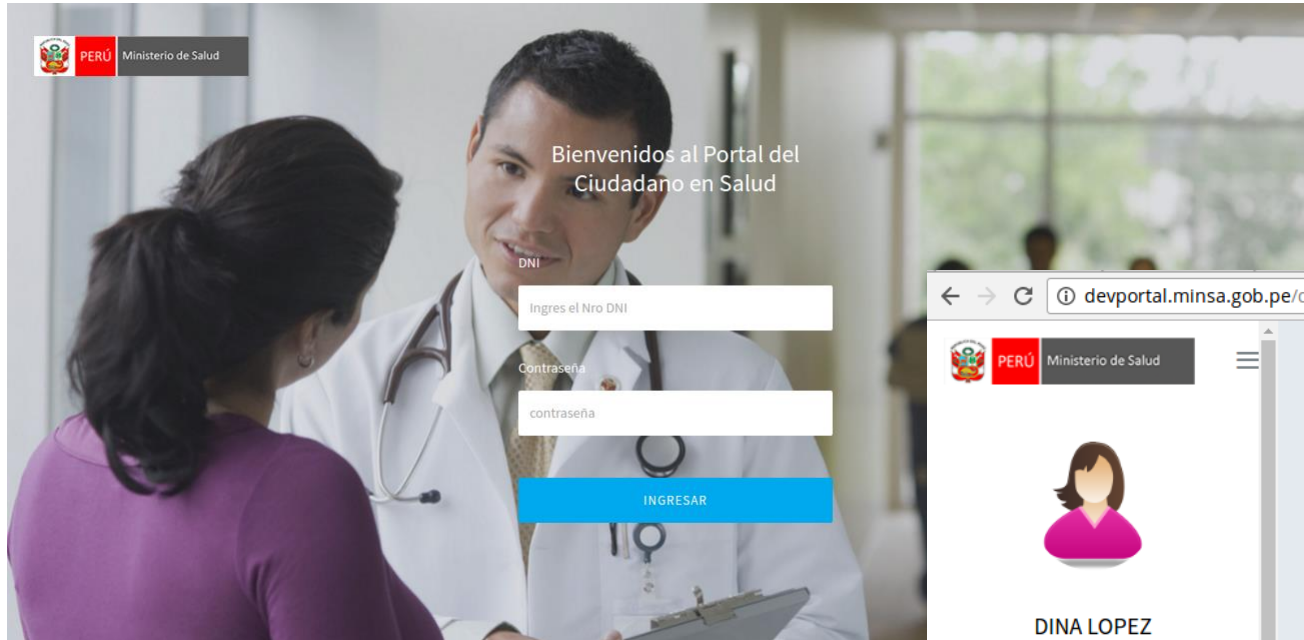 PERÚ Ministerio de Salud
Bienvenidos al Portal del
Ciudadano en Salud
DNI
Ingres el Nro DNI
Contraseña
contraseña
INGRESAR
devportal.minsa.gob.pe/
PERÚ Ministerio de Salud
DINA LOPEZ